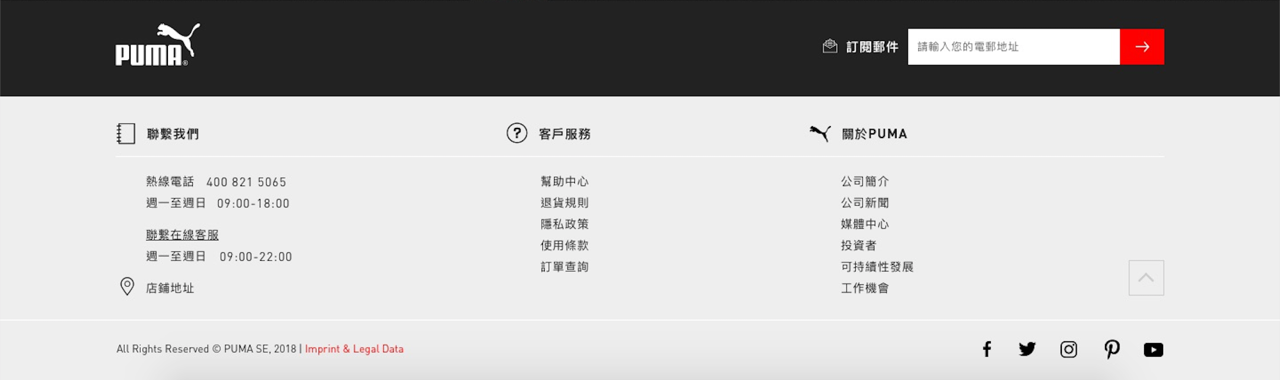 PUMA®
訂閱郵件
請輸入您的電郵地址
聯繫我們
熱線電話 400 821 5065
週一至週日 09:00-18:00
聯繫在線客服
週一至週日 09:00-22:00
店鋪地址
客戶服務
幫助中心
退貨規則
隱私政策
使用條款
訂單查詢
關於PUMA
公司簡介
公司新聞
媒體中心
投資者
可持續性發展
工作機會
All Rights Reserved © PUMA SE, 2018 | Imprint & Legal Data